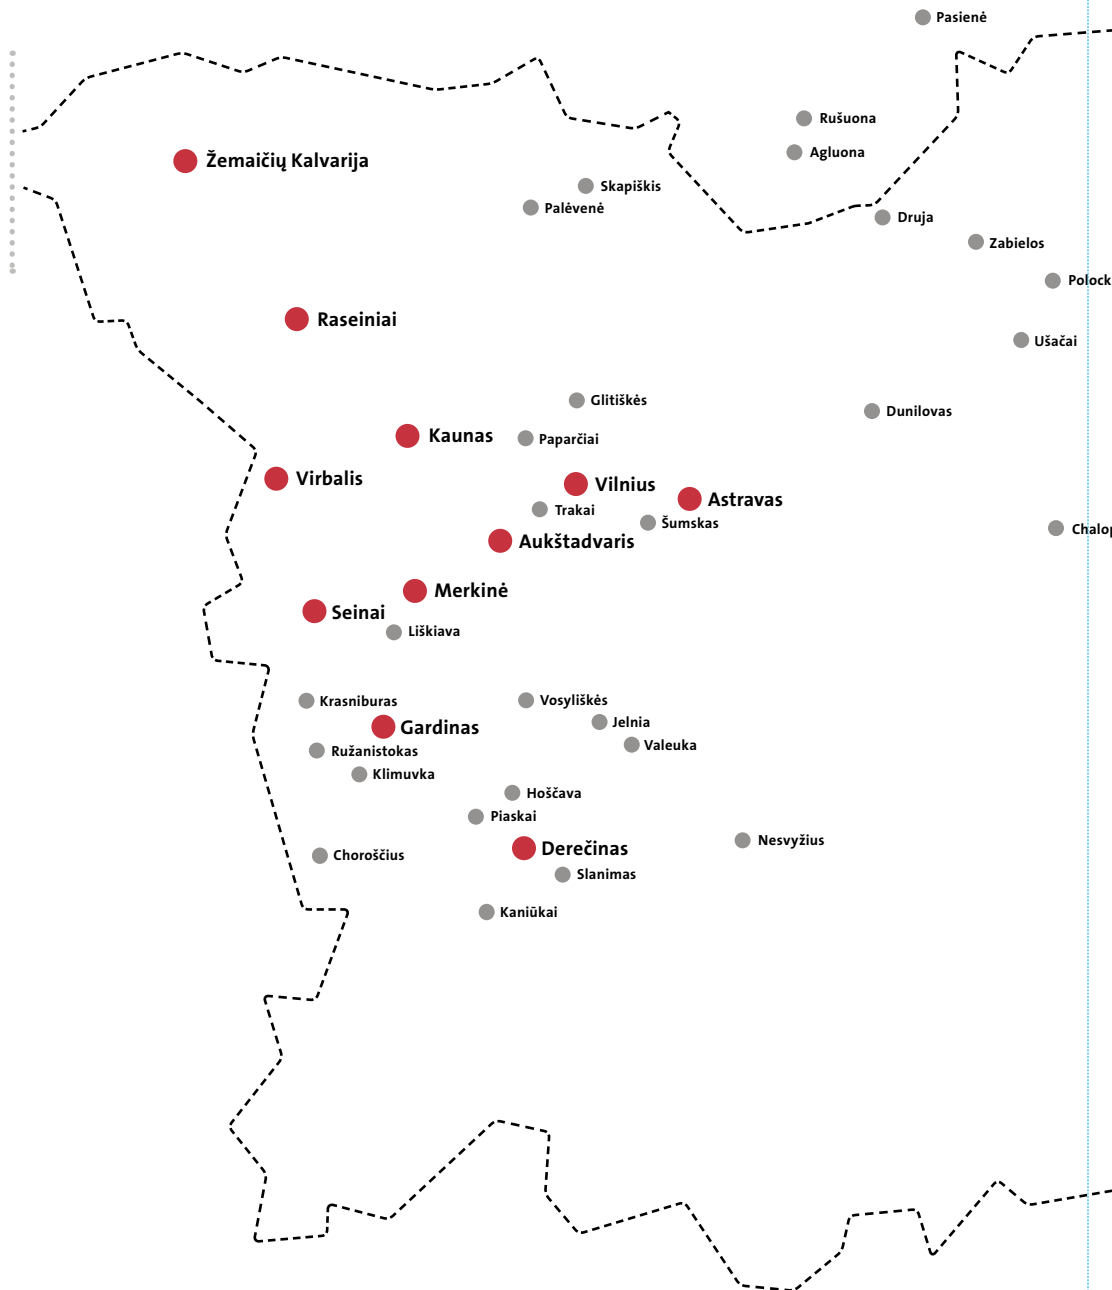 Pasienė
Rušuona
Agluona
Žemaičių Kalvarija
Skapiškis
Palėvenė
Druja
Zabielos
Polock
Raseiniai
Ušačai
Glitiškės
Dunilovas
Kaunas
Paparčiai
Virbalis
Vilnius
Astravas
Trakai
Šumskas
Aukštadvaris
Merkinė
Seinai
Liškiava
Krasniburas
Vosyliškės
Gardinas
Jelnia
Valeuka
Ružanistokas
Klimuvka
Hoščava
Piaskai
Derečinas
Nesvyžius
Choroščius
Slanimas
Kaniūkai